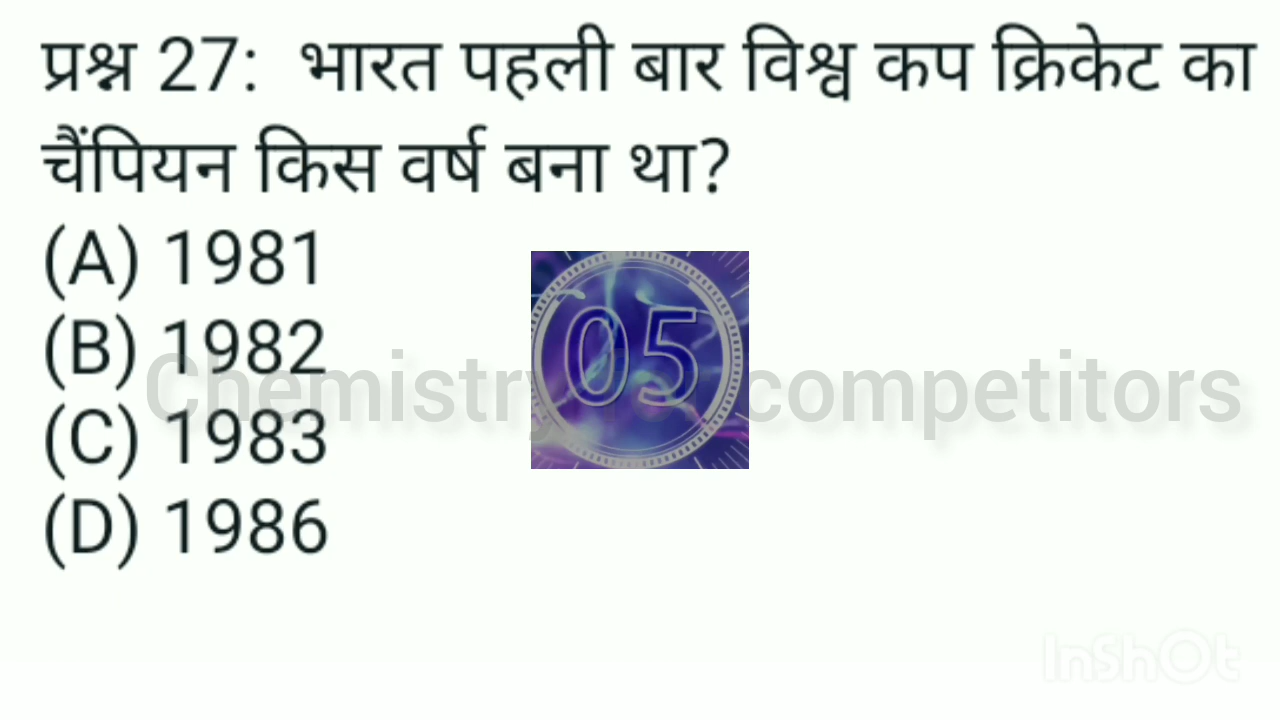 प्रश्न 27: भारत पहली बार विश्व कप क्रिकेट का
चैंपियन किस वर्ष बना था?
(A) 1981
(B) 1982
(C) 1983
(D) 1986
05
Chemistry competitors
InShOt